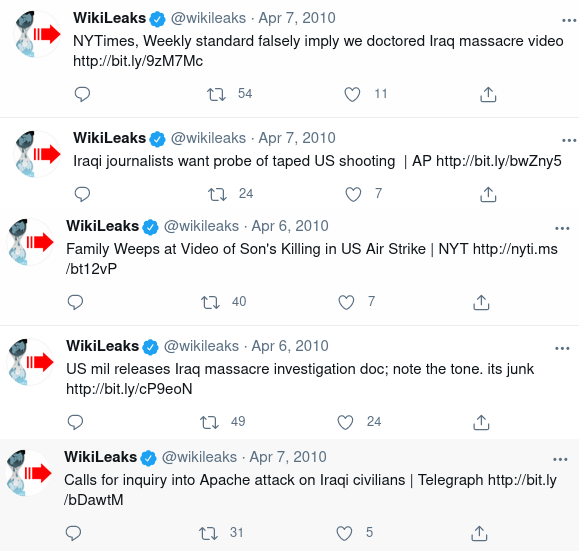 WikiLeaks @wikileaks · Apr 7, 2010 ...
NYTimes, Weekly standard falsely imply we doctored Iraq massacre video
http://bit.ly/9zM7Mc
54 11
WikiLeaks @wikileaks · Apr 7, 2010 ...
Iraqi journalists want probe of taped US shooting | AP http://bit.ly/bwZny5
24 7
WikiLeaks @wikileaks · Apr 6, 2010 ...
Family Weeps at Video of Son's Killing in US Air Strike | NYT http://nyti.ms
/bt12vP
40 7
WikiLeaks @wikileaks · Apr 6, 2010 ...
US mil releases Iraq massacre investigation doc; note the tone. its junk
http://bit.ly/cP9eoN
49 24
WikiLeaks @wikileaks · Apr 7, 2010 ...
Calls for inquiry into Apache attack on Iraqi civilians | Telegraph http://bit.ly
/bDawtM
31 5